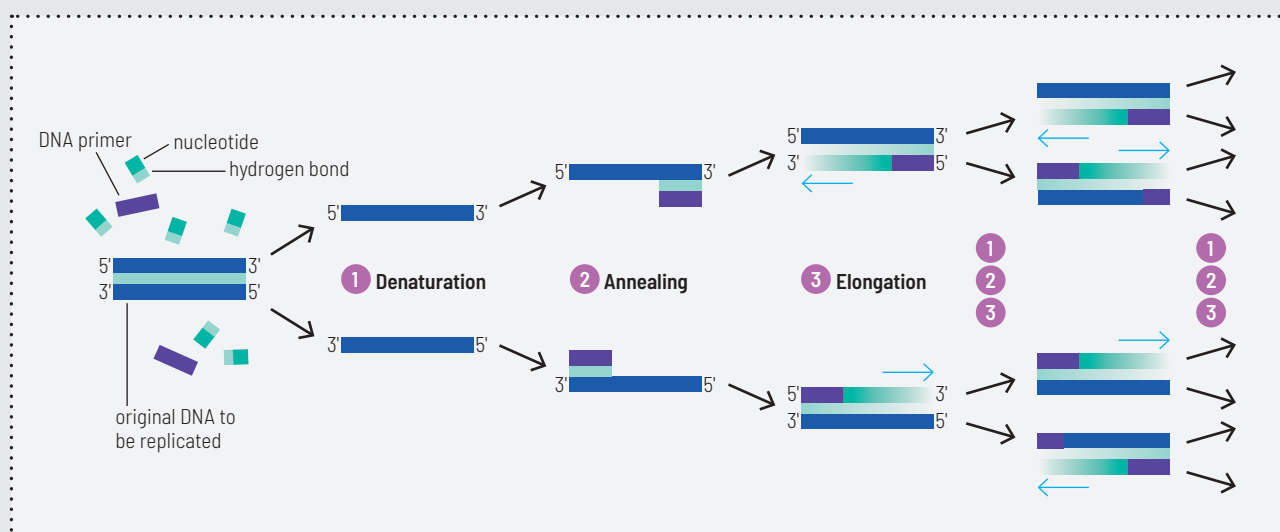 DNA primer
nucleotide
hydrogen bond
5' 3'
3' 5'
original DNA to
be replicated
5' 3'
1 Denaturation
3' 5'
5' 3'
2 Annealing
3' 5'
5' 3'
3' 5'
3 Elongation
5' 3'
3' 5'
1
2
3
1
2
3